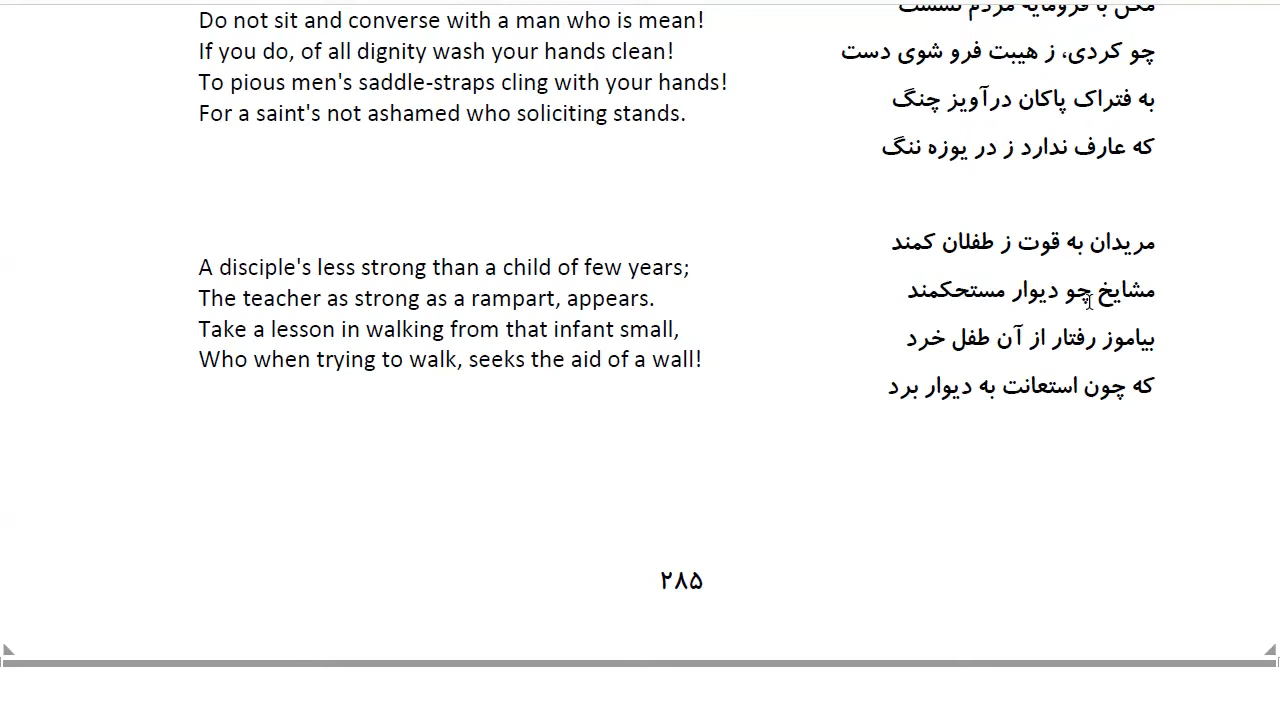 Do not sit and converse with a man who is mean!
If you do, of all dignity wash your hands clean!
To pious men's saddle-straps cling with your hands!
For a saint's not ashamed who soliciting stands.
مکن با فرومایه مردم نشست
چو کردی، ز هیبت فرو شوی دست
به فتراک پاکان درآویز چنگ
که عارف ندارد ز در یوزه ننگ
A disciple's less strong than a child of few years;
The teacher as strong as a rampart, appears.
Take a lesson in walking from that infant small,
Who when trying to walk, seeks the aid of a wall!
مریدان به قوت ز طفلان کمند
مشایخ چو دیوار مستحکمند
بیاموز رفتار از آن طفل خرد
که چون استعانت به دیوار برد
۲۸۵